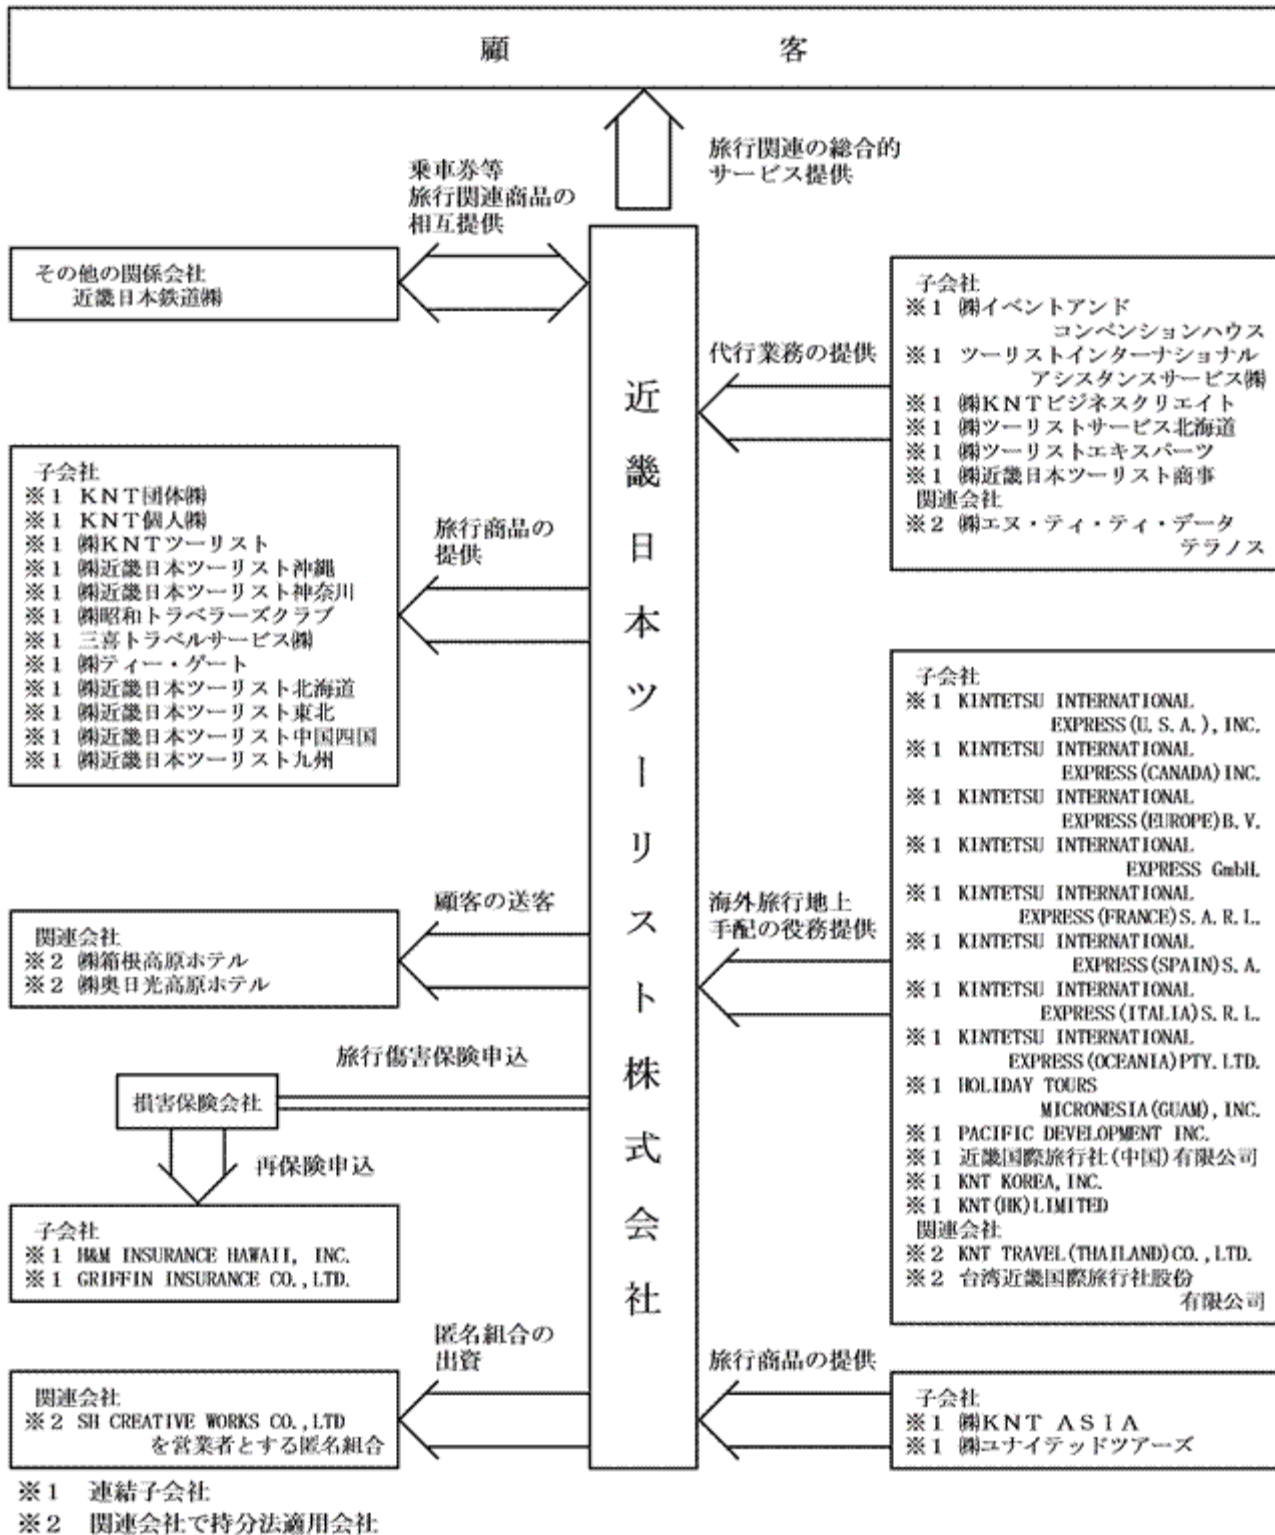 顧客
旅行関連の総合的
サービス提供
乗車券等
旅行関連商品の
相互提供
その他の関係会社
近畿日本鉄道㈱
近畿日本ツーリスト株式会社
代行業務の提供
子会社
※1 ㈱イベントアンド
コンベンションハウス
※1 ツーリストインターナショナル
アシスタンスサービス㈱
※1 ㈱KNTビジネスクリエイト
※1 ㈱ツーリストサービス北海道
※1 ㈱ツーリストエキスパーツ
※1 ㈱近畿日本ツーリスト商事
関連会社
※2 ㈱エヌ・ティ・ティ・データ
テラノス
子会社
※1 KNT団体㈱
※1 KNT個人㈱
※1 ㈱KNTツーリスト
※1 ㈱近畿日本ツーリスト沖縄
※1 ㈱近畿日本ツーリスト神奈川
※1 ㈱昭和トラベラーズクラブ
※1 三喜トラベルサービス㈱
※1 ㈱ティー・ゲート
※1 ㈱近畿日本ツーリスト北海道
※1 ㈱近畿日本ツーリスト東北
※1 ㈱近畿日本ツーリスト中国四国
※1 ㈱近畿日本ツーリスト九州
旅行商品の
提供
子会社
※1 KINTETSU INTERNATIONAL
EXPRESS(U.S.A.),INC.
※1 KINTETSU INTERNATIONAL
EXPRESS(CANADA)INC.
※1 KINTETSU INTERNATIONAL
EXPRESS(EUROPE)B.V.
※1 KINTETSU INTERNATIONAL
EXPRESS GmbH.
※1 KINTETSU INTERNATIONAL
EXPRESS(FRANCE)S.A.R.L.
※1 KINTETSU INTERNATIONAL
EXPRESS(SPAIN)S.A.
※1 KINTETSU INTERNATIONAL
EXPRESS(ITALIA)S.R.L.
※1 KINTETSU INTERNATIONAL
EXPRESS(OCEANIA)PTY.LTD.
※1 HOLIDAY TOURS
MICRONESIA(GUAM),INC.
※1 PACIFIC DEVELOPMENT INC.
※1 近畿国際旅行社(中国)有限公司
※1 KNT KOREA,INC.
※1 KNT(HK)LIMITED
関連会社
※2 KNT TRAVEL(THAILAND)CO.,LTD.
※2 台湾近畿国際旅行社股份
有限公司
海外旅行地上
手配の役務提供
顧客の送客
関連会社
※2 ㈱箱根高原ホテル
※2 ㈱奥日光高原ホテル
旅行傷害保険申込
損害保険会社
再保険申込
子会社
※1 H&M INSURANCE HAWAII, INC.
※1 GRIFFIN INSURANCE CO.,LTD.
匿名組合の
出資
関連会社
※2 SH CREATIVE WORKS CO.,LTD
を営業者とする匿名組合
旅行商品の提供
子会社
※1 ㈱KNT ASIA
※1 ㈱ユナイテッドツアーズ
※1 連結子会社
※2 関連会社で持分法適用会社